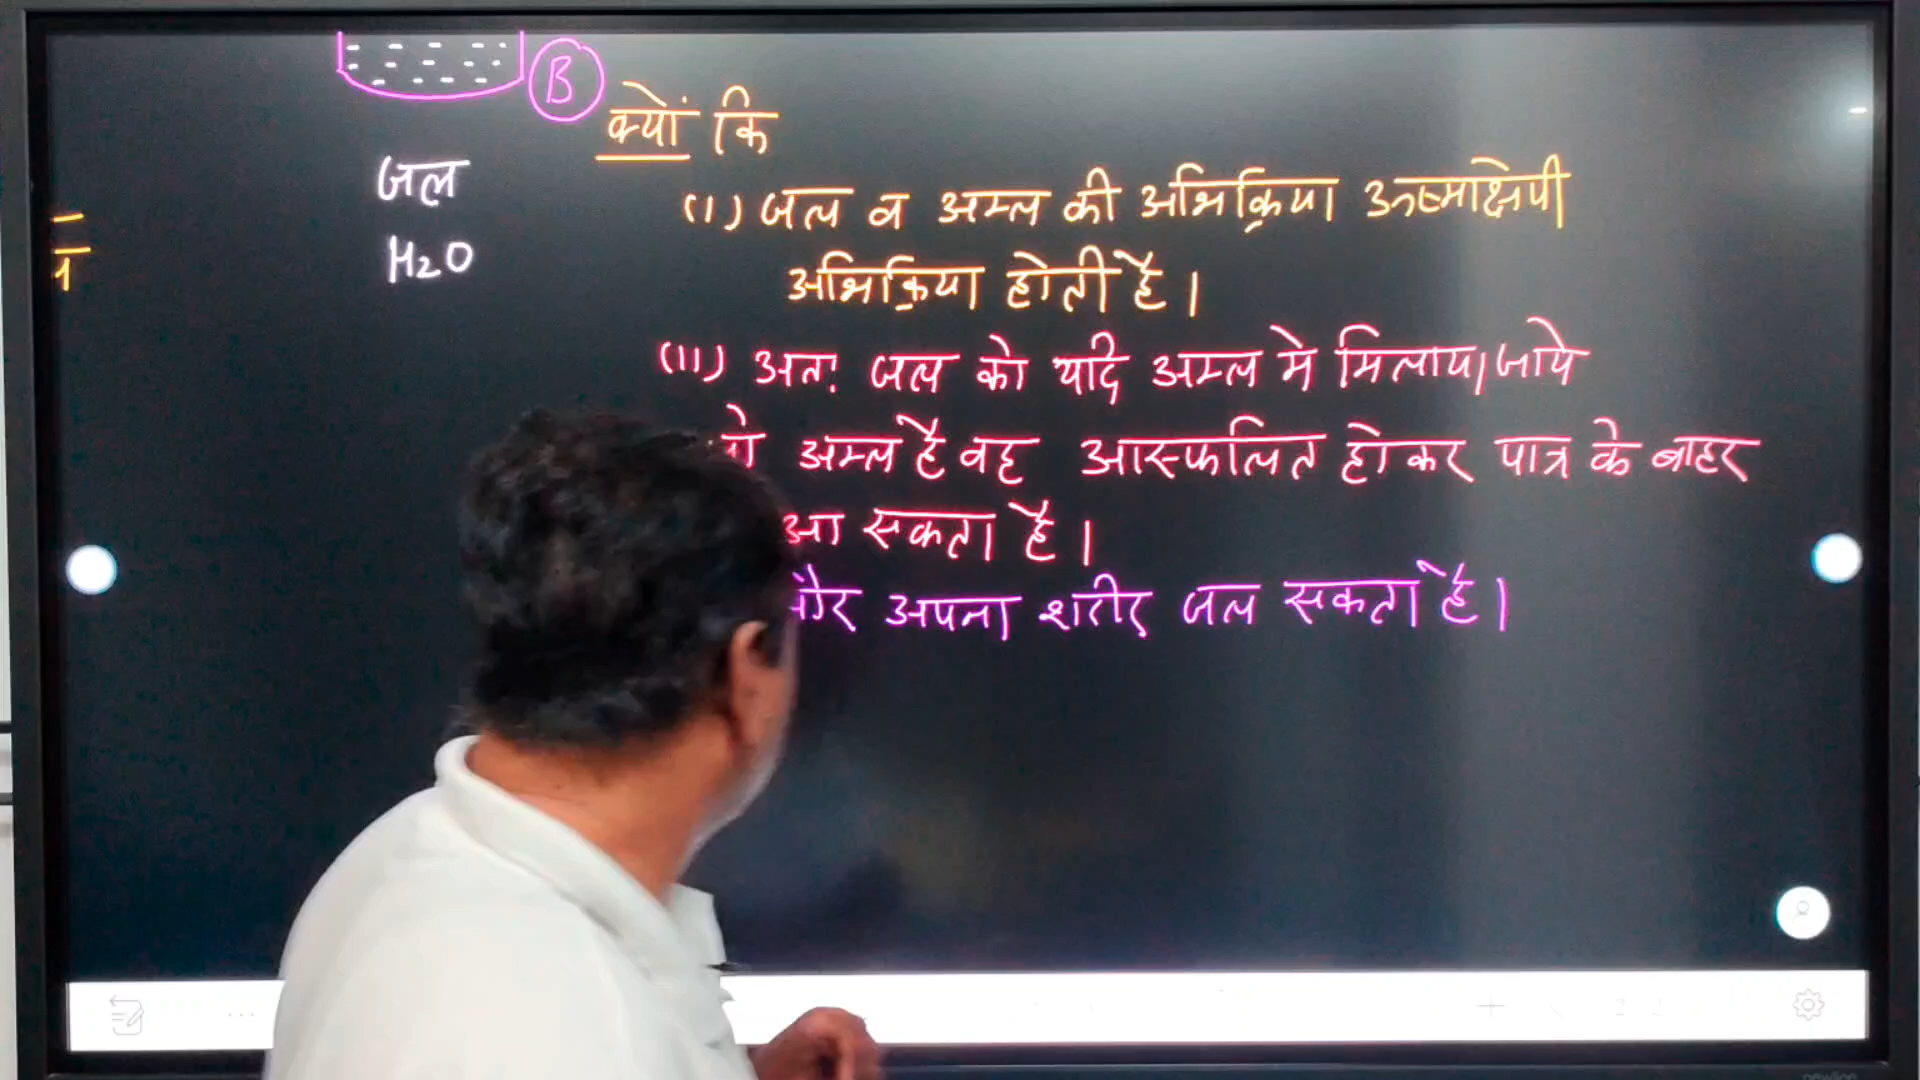 B
क्यों कि
जल
H2O
(I) जल व अम्ल की अभिक्रिया ऊष्माक्षेपी
अभिक्रिया होती है।
(II) अतः जल को यदि अम्ल मे मिलाया जाये
अम्ल है वह आस्फलित होकर पात्र के बाहर
आ सकता है।
अपना शरीर जल सकता है।